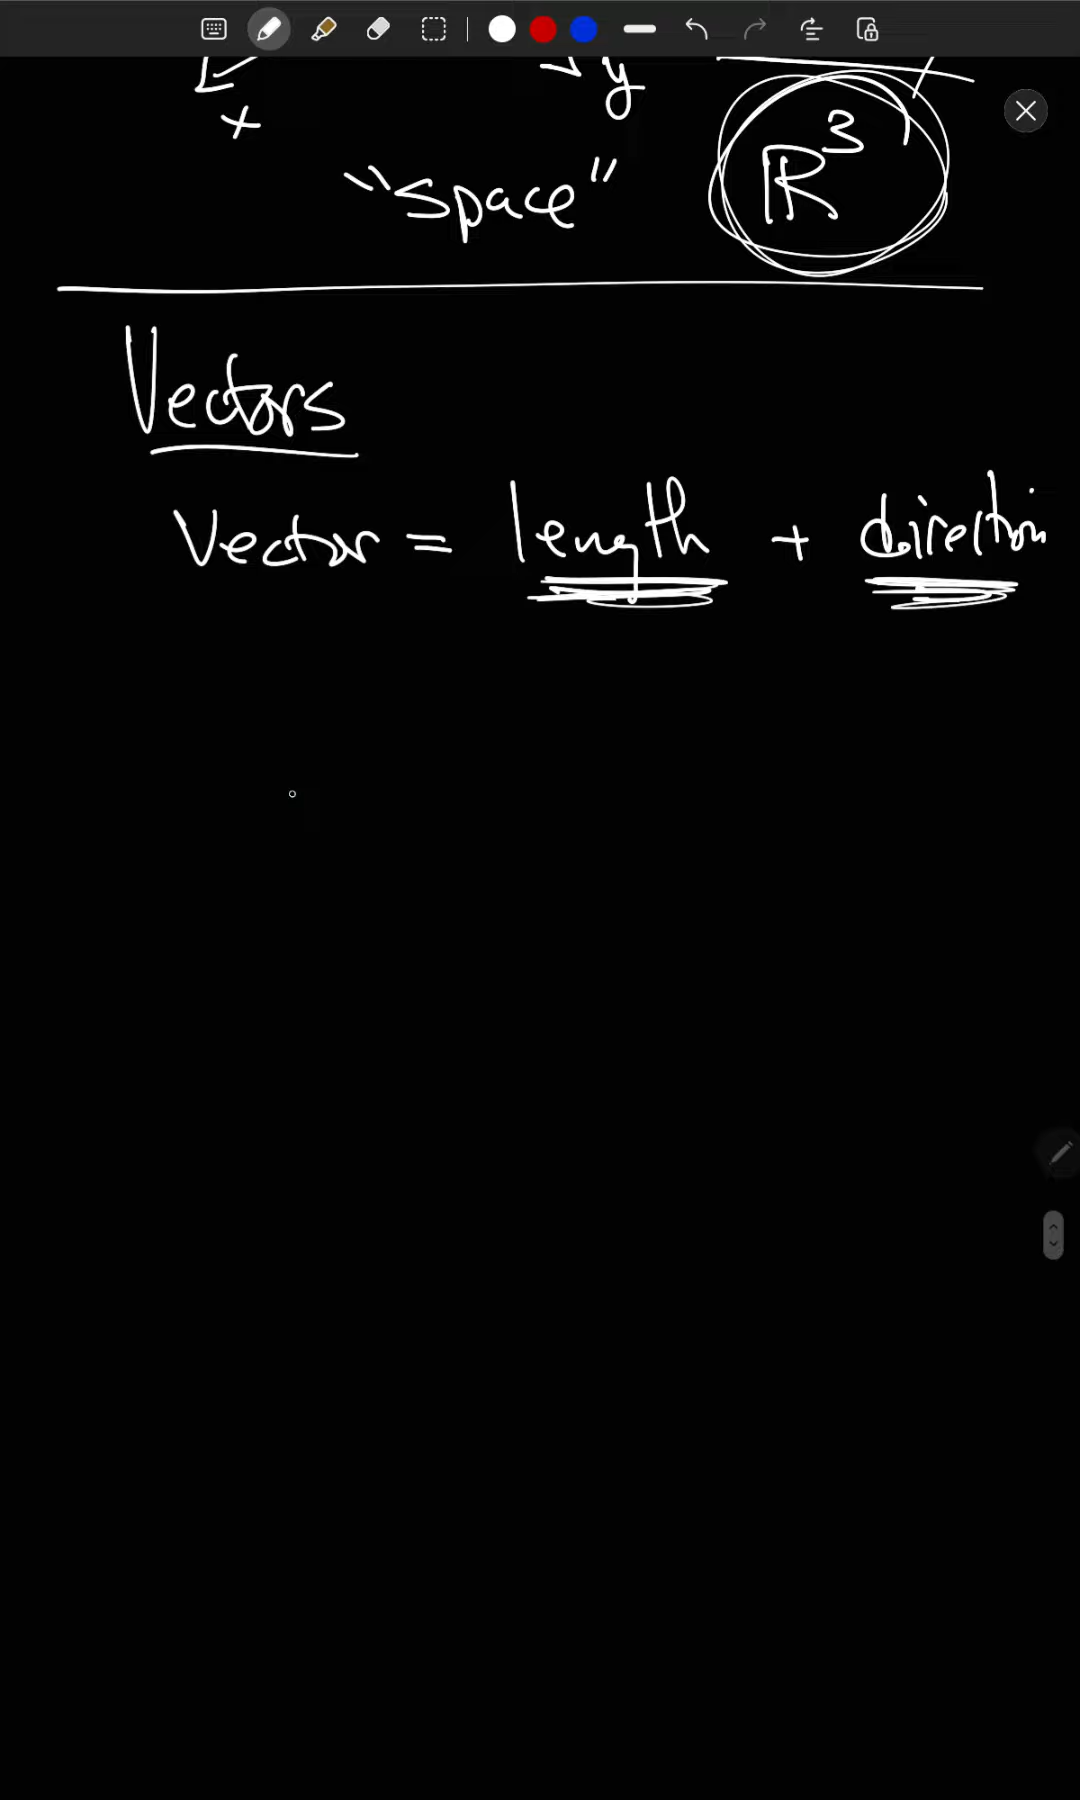 x y
"space" ℝ³
Vectors
Vector = length + direction